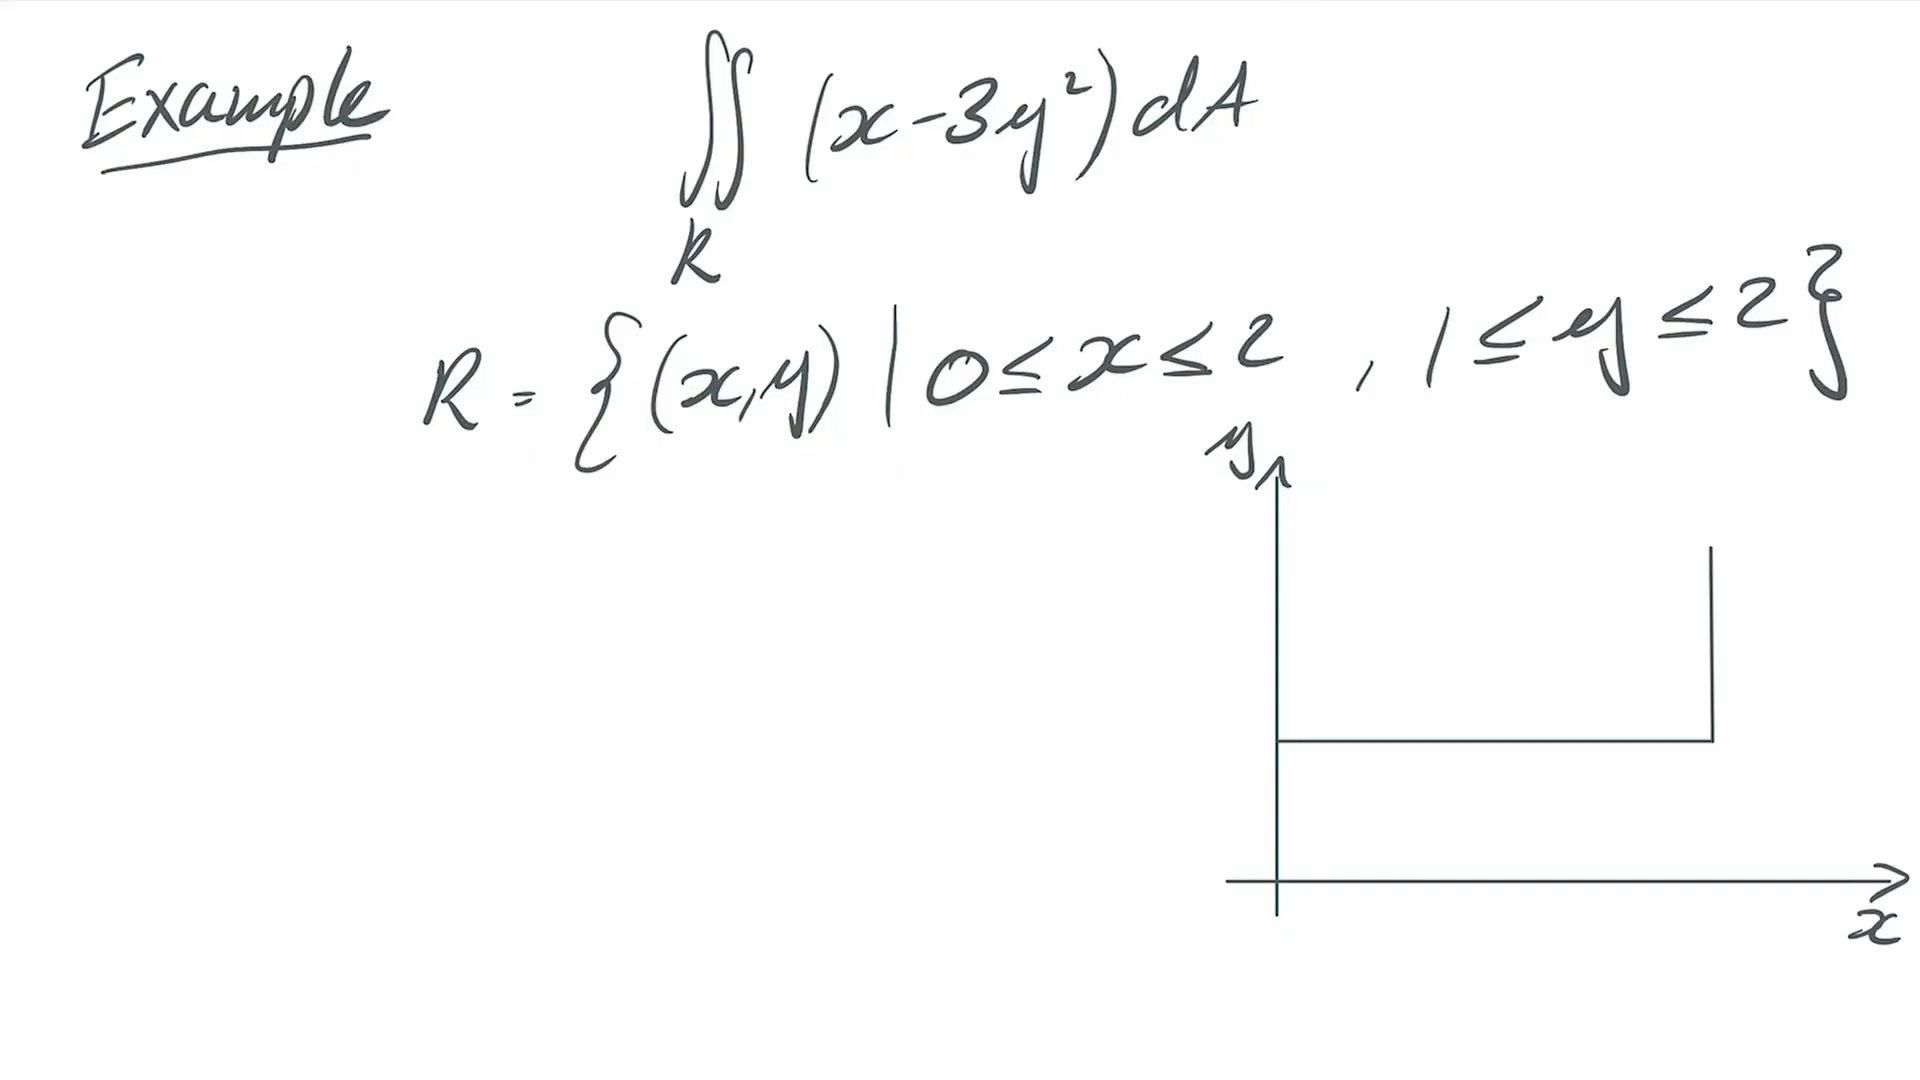 Example ∬ (x-3y²) dA
R
R = {(x,y) | 0 ≤ x ≤ 2 , 1 ≤ y ≤ 2}
y
x